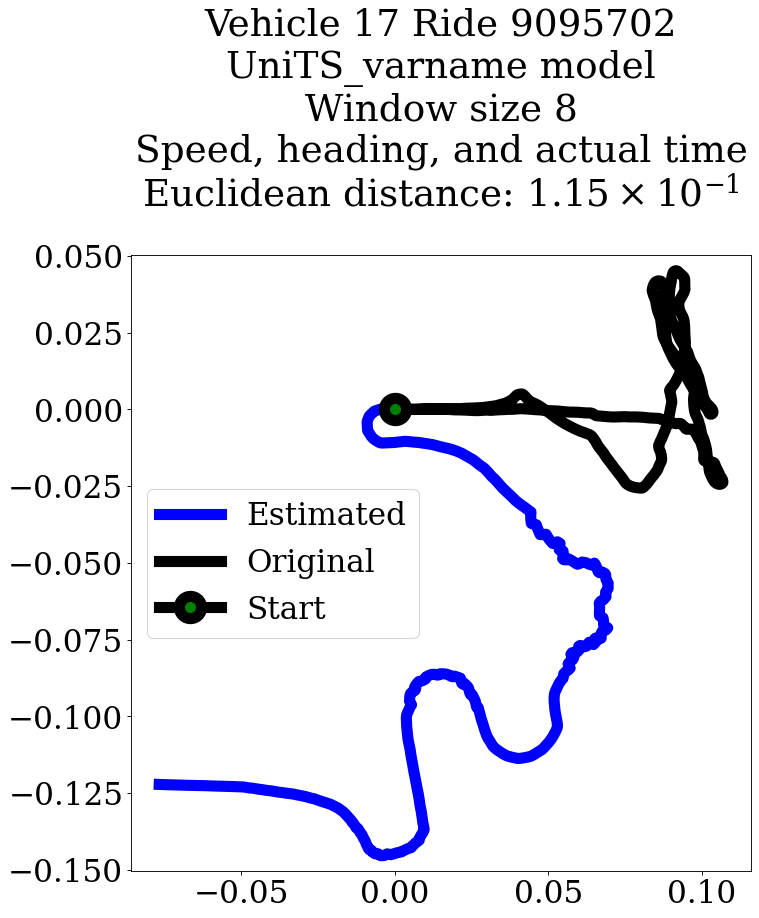 Vehicle 17 Ride 9095702
UniTS_varname model
Window size 8
Speed, heading, and actual time
Euclidean distance: 1.15 × 10⁻¹
0.050
0.025
0.000
−0.025
−0.050
−0.075
−0.100
−0.125
−0.150
Estimated
Original
Start
−0.05 0.00 0.05 0.10